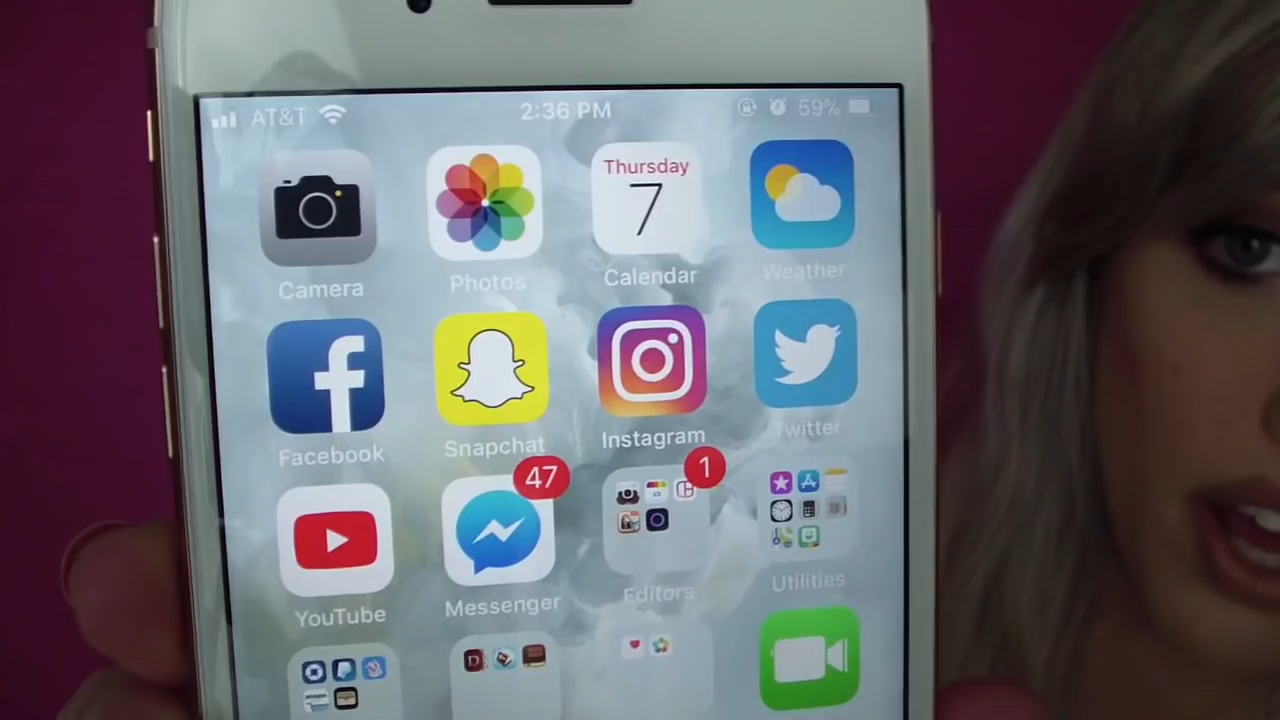 AT&T 2:36 PM 59%
Thursday
7
Camera Photos Calendar Weather
Facebook Snapchat Instagram Twitter
47 1
YouTube Messenger Editors Utilities
D
amazon